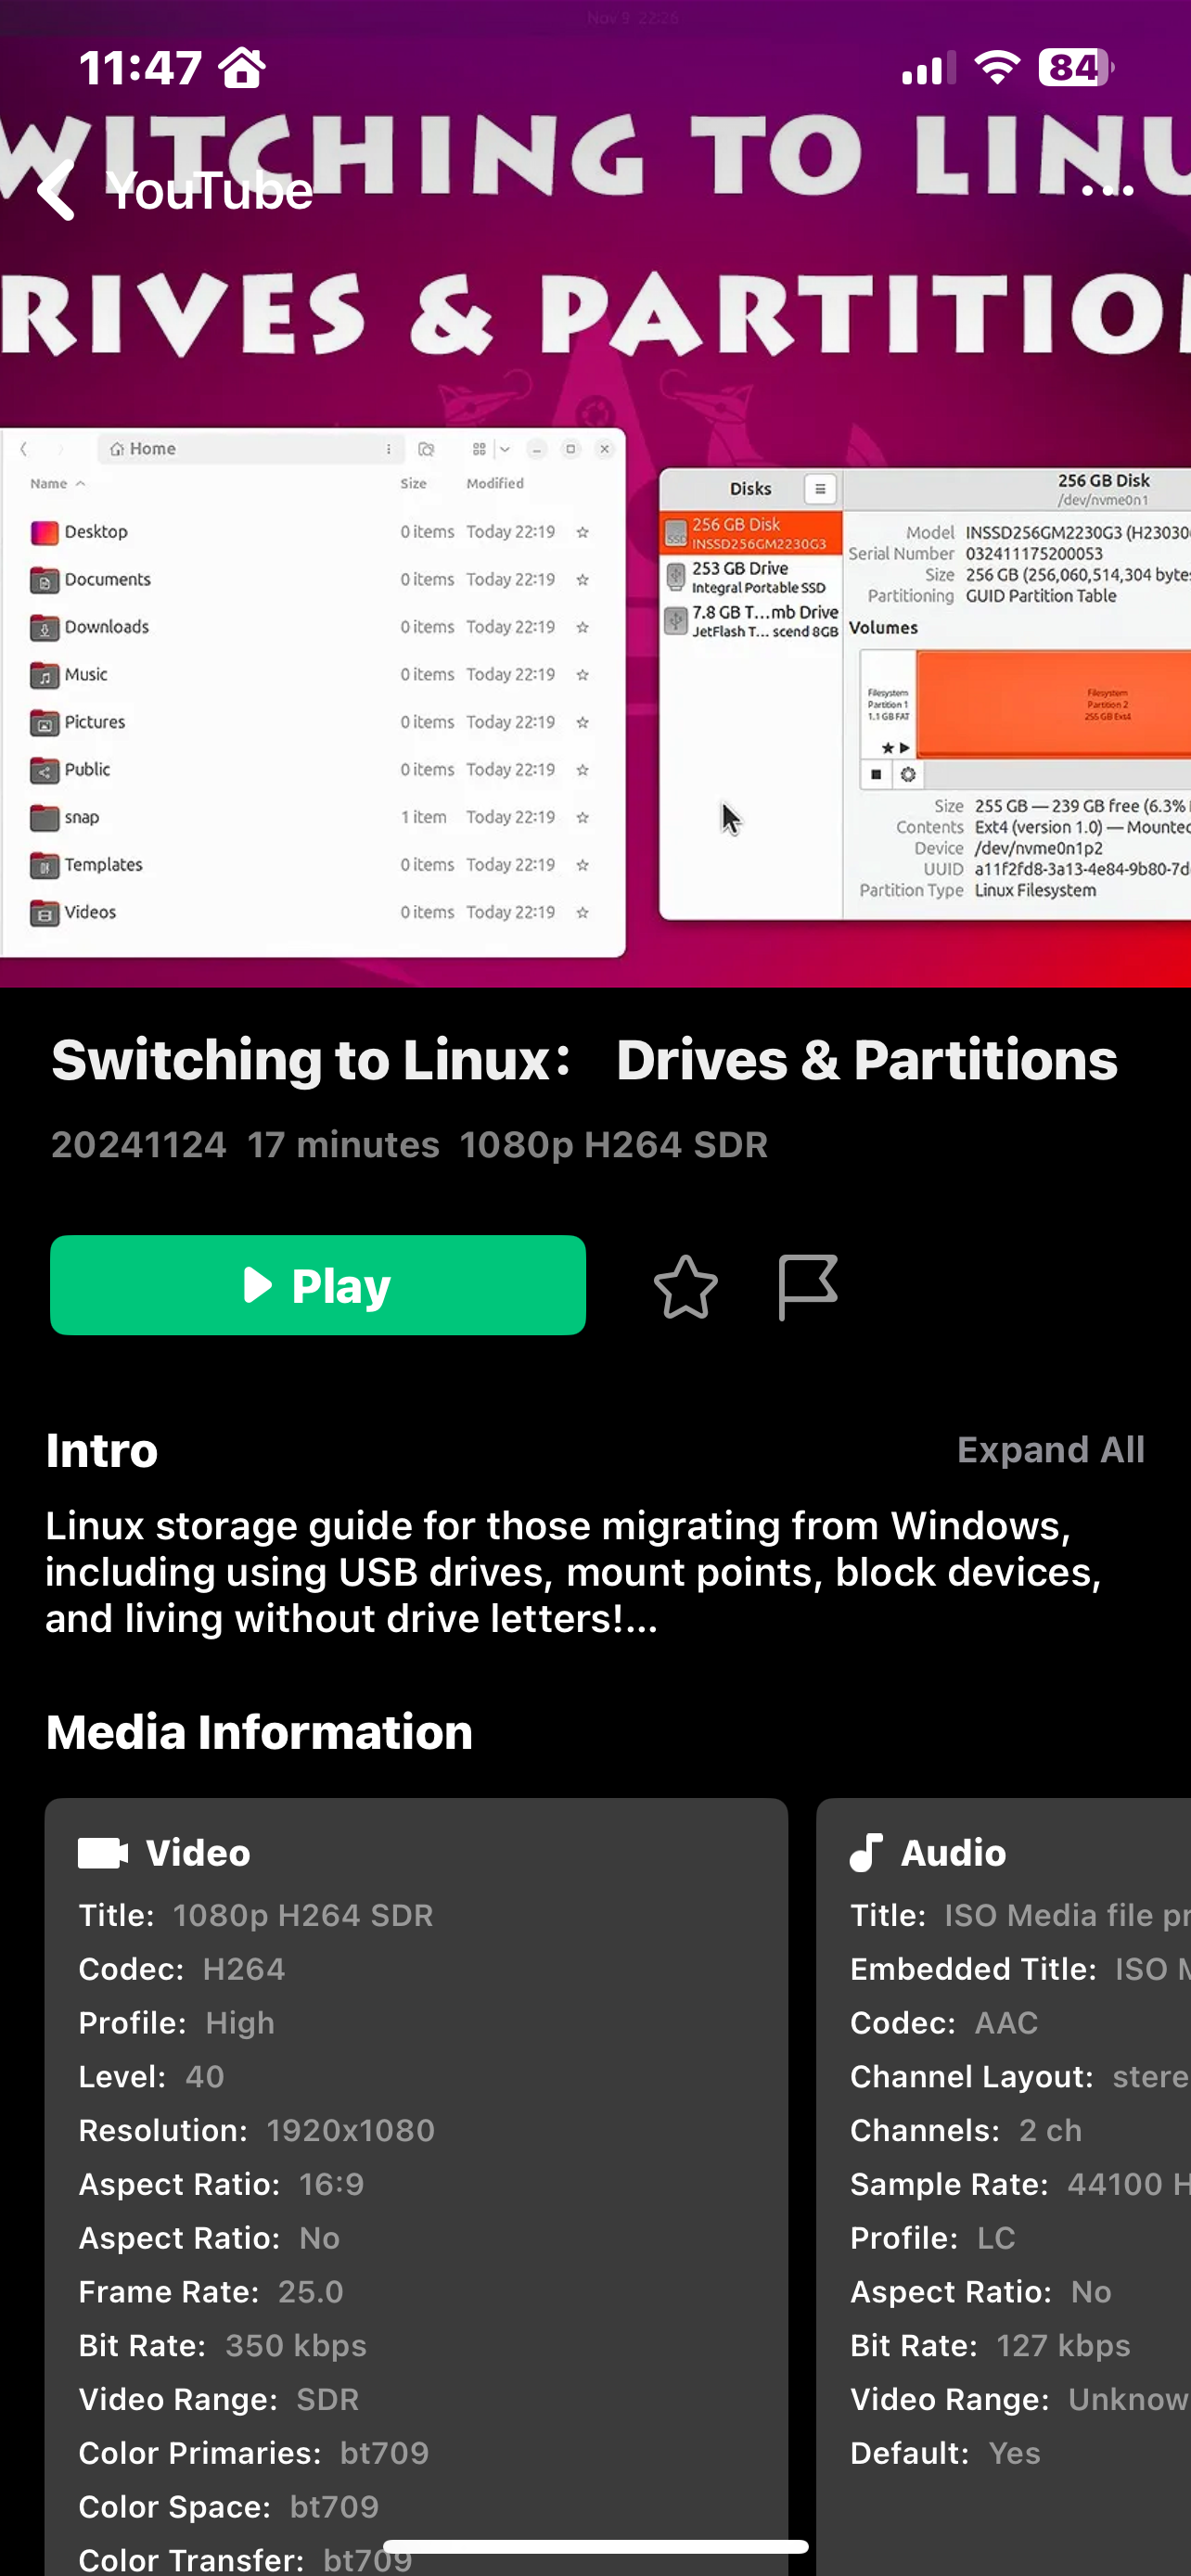 Nov 9 22:26
11:47
84
WITCHING TO LINU
YouTube
RIVES & PARTITIO
Home
Name Size Modified
Desktop 0 items Today 22:19
Documents 0 items Today 22:19
Downloads 0 items Today 22:19
Music 0 items Today 22:19
Pictures 0 items Today 22:19
Public 0 items Today 22:19
snap 1 item Today 22:19
Templates 0 items Today 22:19
Videos 0 items Today 22:19
Disks
256 GB Disk
/dev/nvme0n1
256 GB Disk
SSD
INSSD256GM2230G3
253 GB Drive
Integral Portable SSD
7.8 GB T...mb Drive
JetFlash T... scend 8GB
Model INSSD256GM2230G3 (H23030
Serial Number 032411175200053
Size 256 GB (256,060,514,304 bytes
Partitioning GUID Partition Table
Volumes
Filesystem
Partition 1
1.1 GB FAT
Filesystem
Partition 2
255 GB Ext4
Size 255 GB — 239 GB free (6.3%
Contents Ext4 (version 1.0) — Mounted
Device /dev/nvme0n1p2
UUID a11f2fd8-3a13-4e84-9b80-7d
Partition Type Linux Filesystem
Switching to Linux： Drives & Partitions
20241124 17 minutes 1080p H264 SDR
Play
Intro
Expand All
Linux storage guide for those migrating from Windows,
including using USB drives, mount points, block devices,
and living without drive letters!...
Media Information
Video
Title: 1080p H264 SDR
Codec: H264
Profile: High
Level: 40
Resolution: 1920x1080
Aspect Ratio: 16:9
Aspect Ratio: No
Frame Rate: 25.0
Bit Rate: 350 kbps
Video Range: SDR
Color Primaries: bt709
Color Space: bt709
Color Transfer: bt709
Audio
Title: ISO Media file pr
Embedded Title: ISO M
Codec: AAC
Channel Layout: stere
Channels: 2 ch
Sample Rate: 44100 H
Profile: LC
Aspect Ratio: No
Bit Rate: 127 kbps
Video Range: Unknow
Default: Yes